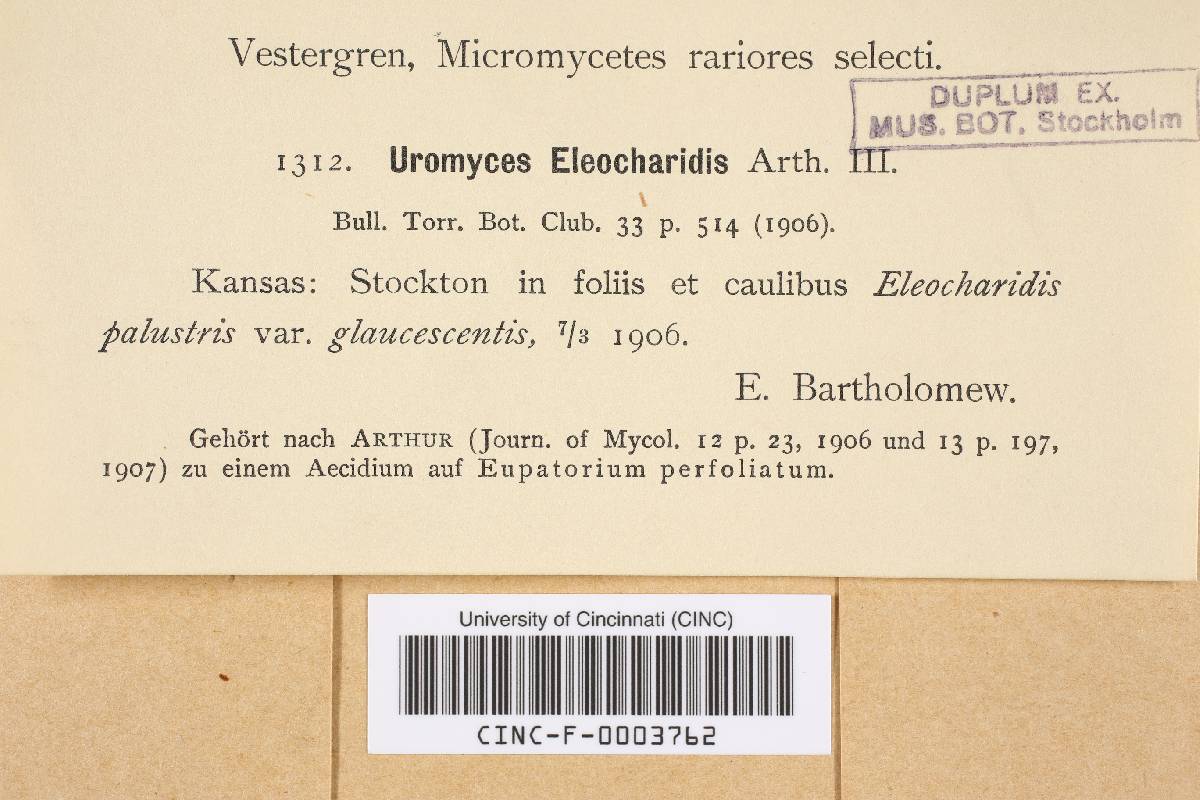 Vestergren, Micromycetes rariores selecti.
DUPLUM EX.
MUS. BOT. Stockholm
1312. Uromyces Eleocharidis Arth. III.
Bull. Torr. Bot. Club. 33 p. 514 (1906).
Kansas: Stockton in foliis et caulibus Eleocharidis
palustris var. glaucescentis, 7/3 1906.
E. Bartholomew.
Gehört nach ARTHUR (Journ. of Mycol. 12 p. 23, 1906 und 13 p. 197,
1907) zu einem Aecidium auf Eupatorium perfoliatum.
University of Cincinnati (CINC)
CINC-F-0003762